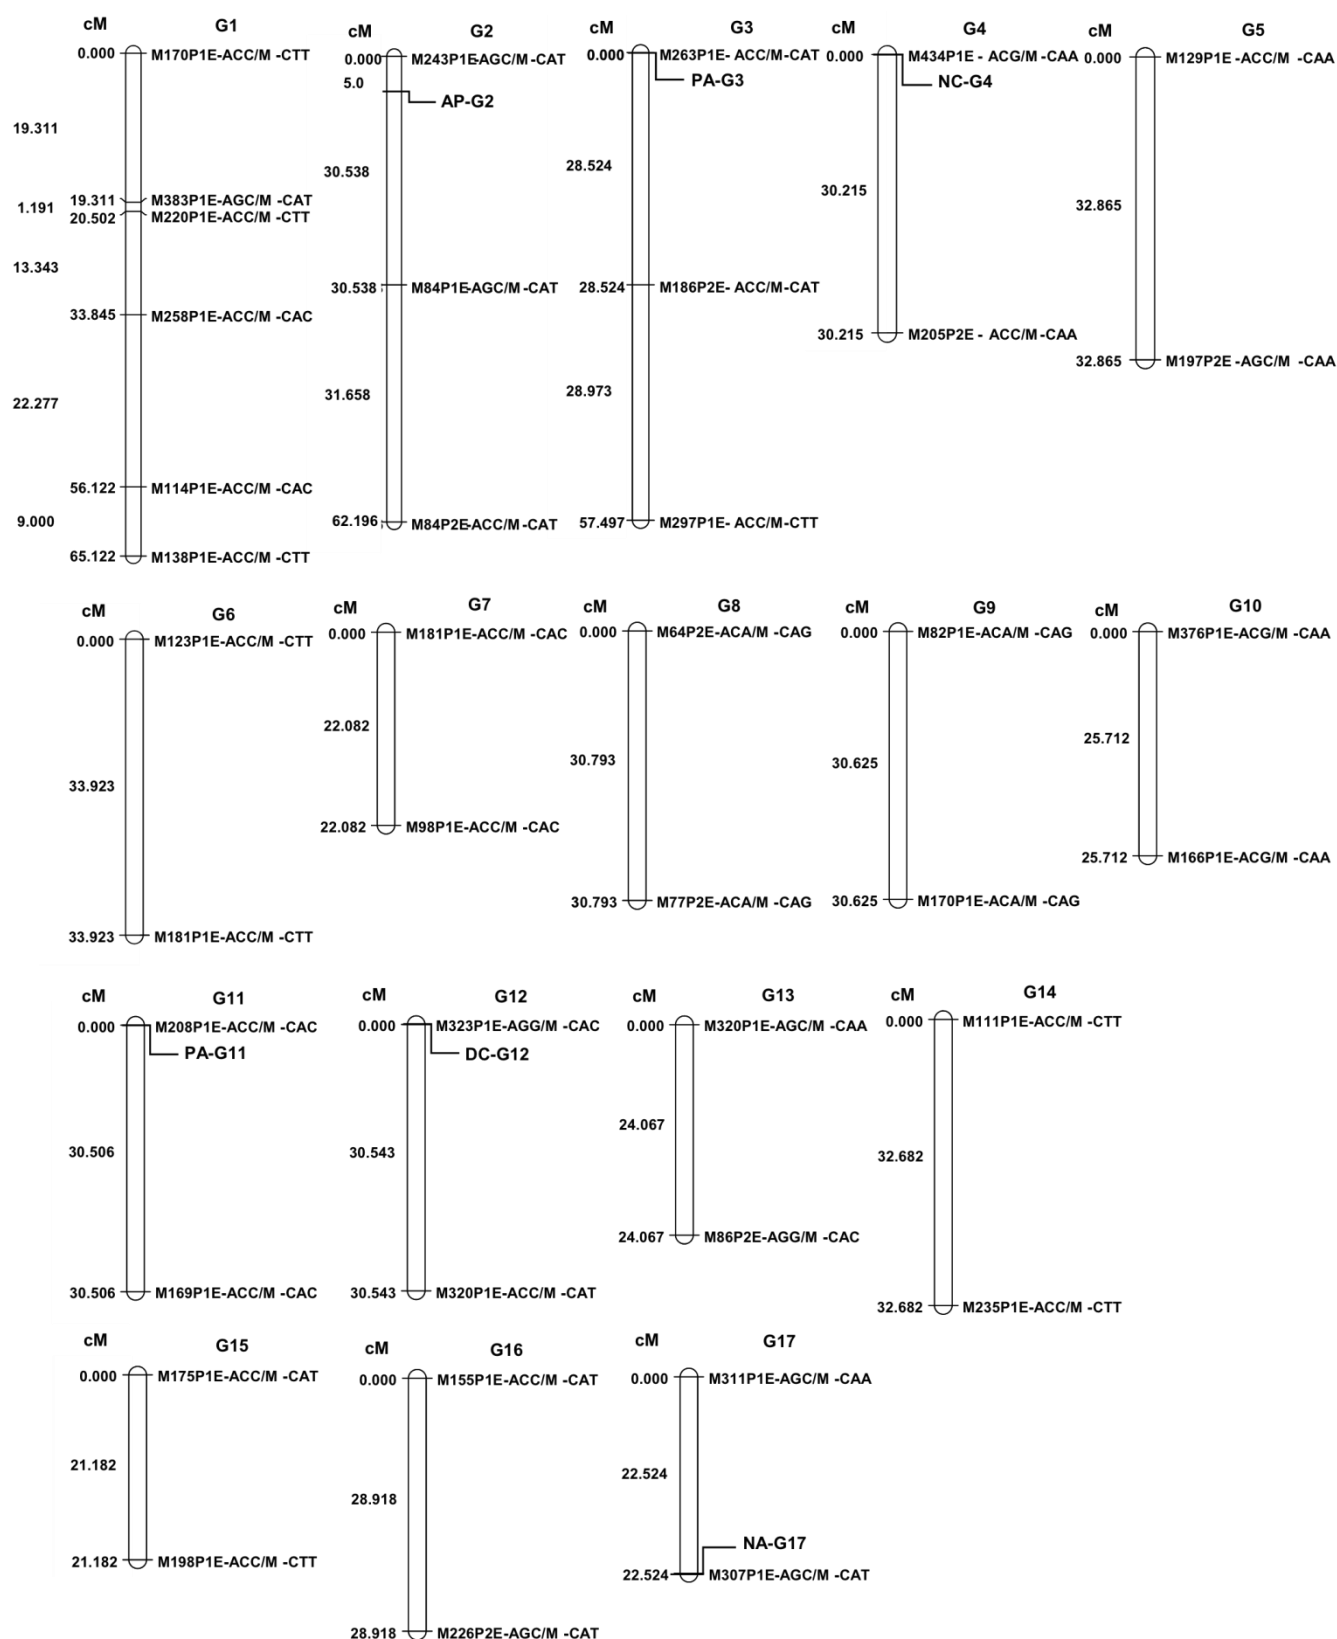 cM G1
0.000 M170P1E-ACC/M -CTT
19.311
19.311 M383P1E-AGC/M -CAT
1.191
20.502 M220P1E-ACC/M -CTT
13.343
33.845 M258P1E-ACC/M -CAC
22.277
56.122 M114P1E-ACC/M -CAC
9.000
65.122 M138P1E-ACC/M -CTT
cM G2
0.000 M243P1E-AGC/M-CAT
5.0
AP-G2
30.538
30.538 M84P1E-AGC/M-CAT
31.658
62.196 M84P2E-ACC/M-CAT
cM G3
0.000 M263P1E- ACC/M-CAT
PA-G3
28.524
28.524 M186P2E- ACC/M-CAT
28.973
57.497 M297P1E- ACC/M-CTT
cM G4
0.000 M434P1E - ACG/M-CAA
NC-G4
30.215
30.215 M205P2E - ACC/M-CAA
cM G5
0.000 M129P1E -ACC/M -CAA
32.865
32.865 M197P2E -AGC/M -CAA
cM G6
0.000 M123P1E-ACC/M -CTT
33.923
33.923 M181P1E-ACC/M -CTT
cM G7
0.000 M181P1E-ACC/M -CAC
22.082
22.082 M98P1E-ACC/M -CAC
cM G8
0.000 M64P2E-ACA/M -CAG
30.793
30.793 M77P2E-ACA/M -CAG
cM G9
0.000 M82P1E-ACA/M -CAG
30.625
30.625 M170P1E-ACA/M -CAG
cM G10
0.000 M376P1E-ACG/M -CAA
25.712
25.712 M166P1E-ACG/M -CAA
cM G11
0.000 M208P1E-ACC/M -CAC
PA-G11
30.506
30.506 M169P1E-ACC/M -CAC
cM G12
0.000 M323P1E-AGG/M -CAC
DC-G12
30.543
30.543 M320P1E-ACC/M -CAT
cM G13
0.000 M320P1E-AGC/M -CAA
24.067
24.067 M86P2E-AGG/M -CAC
cM G14
0.000 M111P1E-ACC/M -CTT
32.682
32.682 M235P1E-ACC/M -CTT
cM G15
0.000 M175P1E-ACC/M -CAT
21.182
21.182 M198P1E-ACC/M -CTT
cM G16
0.000 M155P1E-ACC/M -CAT
28.918
28.918 M226P2E-AGC/M -CAT
cM G17
0.000 M311P1E-AGC/M -CAA
22.524
NA-G17
22.524 M307P1E-AGC/M -CAT